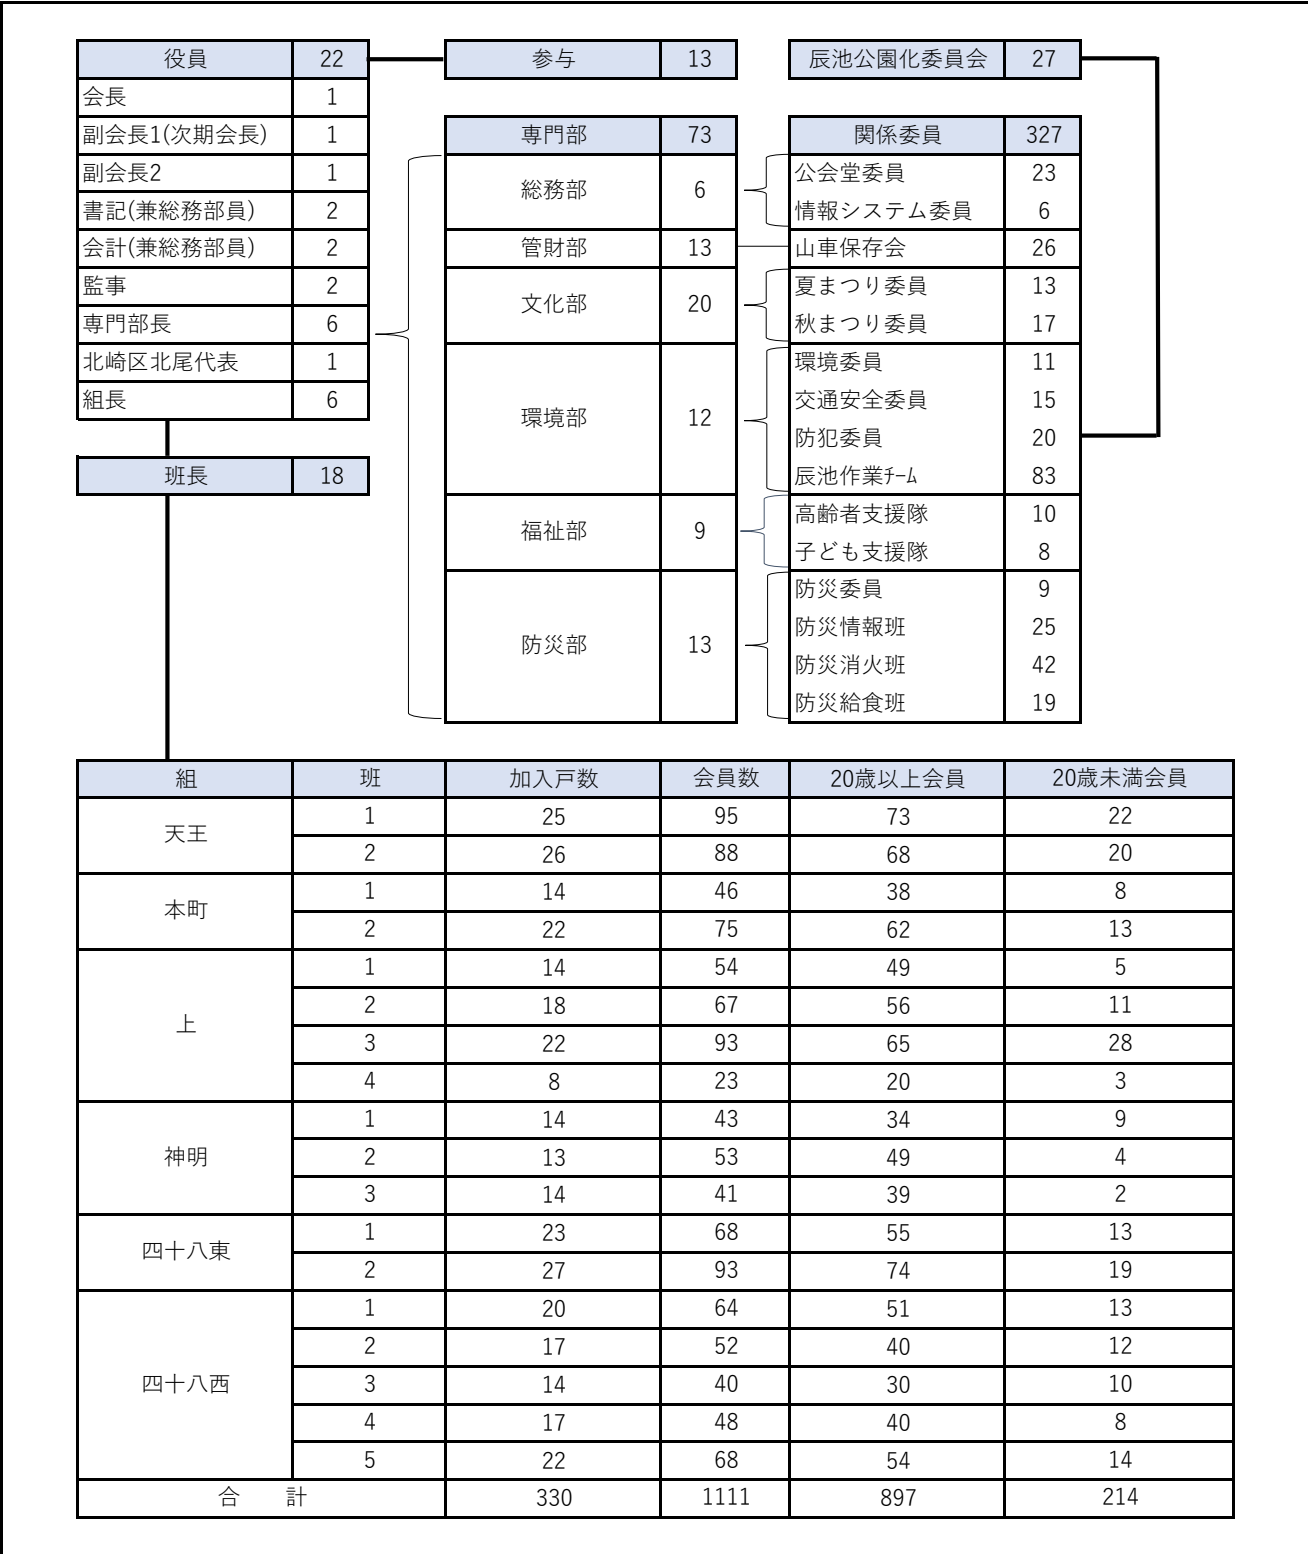 役員 22 参与 13 辰池公園化委員会 27
会長 1
副会長1(次期会長) 1 専門部 73 関係委員 327
副会長2 1 総務部 6 公会堂委員 23
書記(兼総務部員) 2 情報システム委員 6
会計(兼総務部員) 2 管財部 13 山車保存会 26
監事 2 文化部 20 夏まつり委員 13
専門部長 6 秋まつり委員 17
北崎区北尾代表 1 環境部 12 環境委員 11
組長 6 交通安全委員 15
防犯委員 20
班長 18 辰池作業ﾁｰﾑ 83
福祉部 9 高齢者支援隊 10
子ども支援隊 8
防災部 13 防災委員 9
防災情報班 25
防災消火班 42
防災給食班 19
組 班 加入戸数 会員数 20歳以上会員 20歳未満会員
天王 1 25 95 73 22
2 26 88 68 20
本町 1 14 46 38 8
2 22 75 62 13
上 1 14 54 49 5
2 18 67 56 11
3 22 93 65 28
4 8 23 20 3
神明 1 14 43 34 9
2 13 53 49 4
3 14 41 39 2
四十八東 1 23 68 55 13
2 27 93 74 19
四十八西 1 20 64 51 13
2 17 52 40 12
3 14 40 30 10
4 17 48 40 8
5 22 68 54 14
合　計 330 1111 897 214